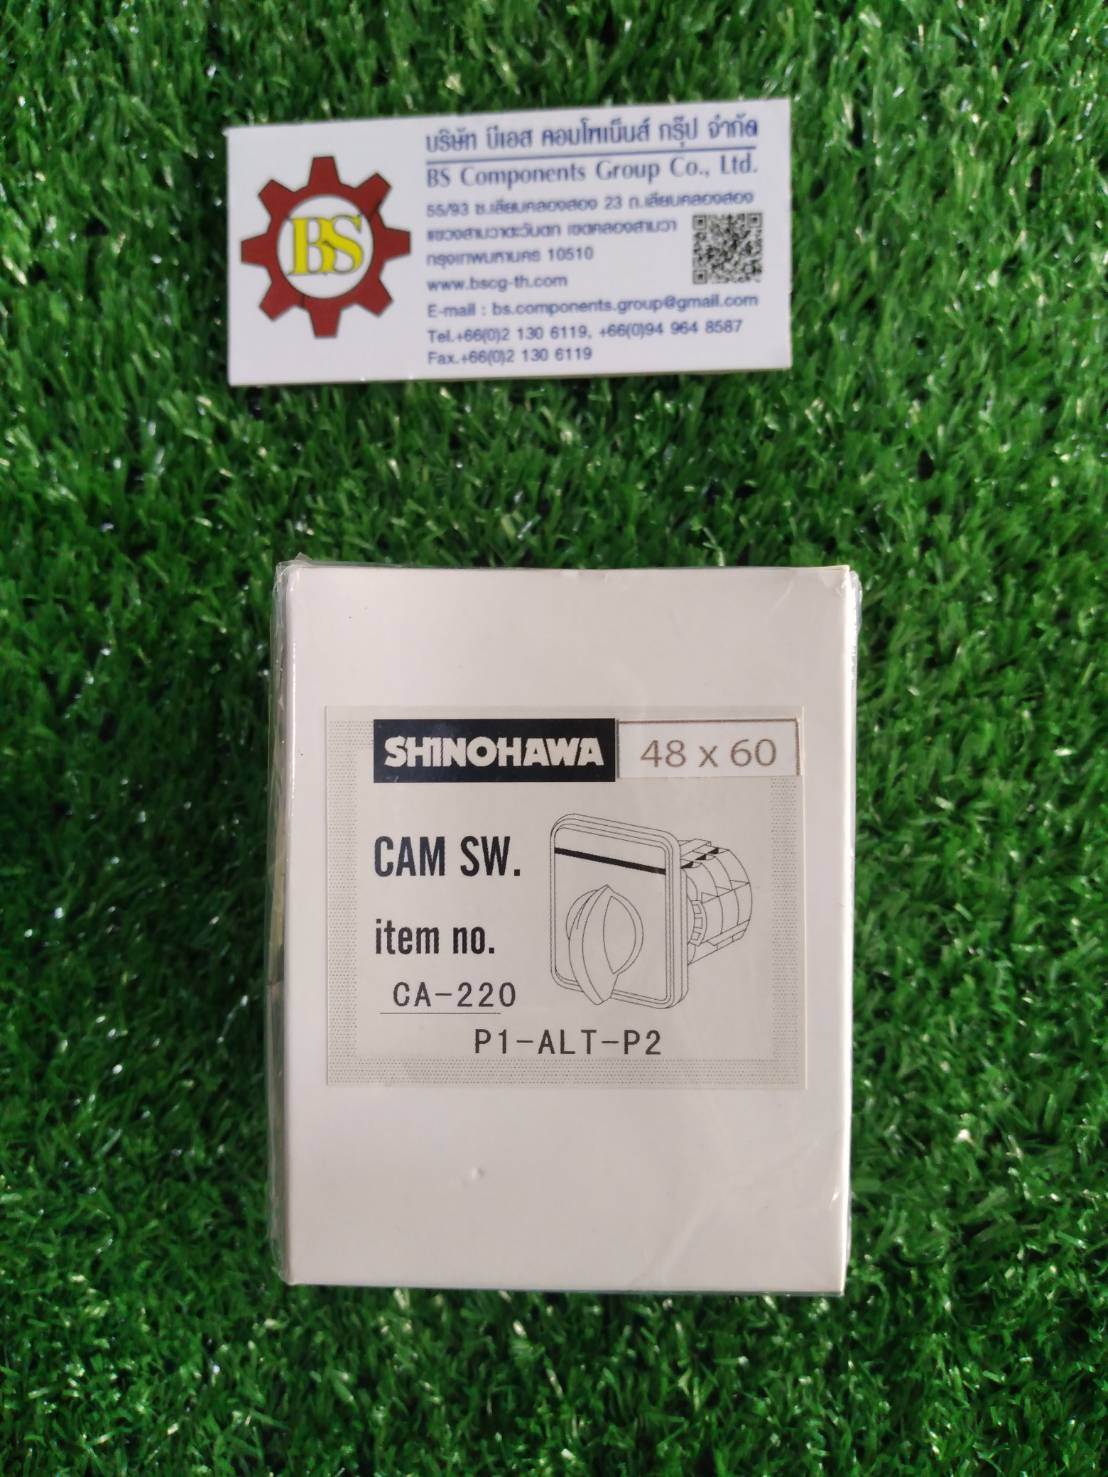 BS
บริษัท บีเอส คอมโพเน็นส์ กรุ๊ป จำกัด
BS Components Group Co., Ltd.
55/93 ซ.เลียบคลองสอง 23 ถ.เลียบคลองสอง
แขวงสามวาตะวันตก เขตคลองสามวา
กรุงเทพมหานคร 10510
www.bscg-th.com
E-mail : bs.components.group@gmail.com
Tel.+66(0)2 130 6119, +66(0)94 964 8587
Fax.+66(0)2 130 6119
SHINOHAWA 48 x 60
CAM SW.
item no.
CA-220
P1-ALT-P2